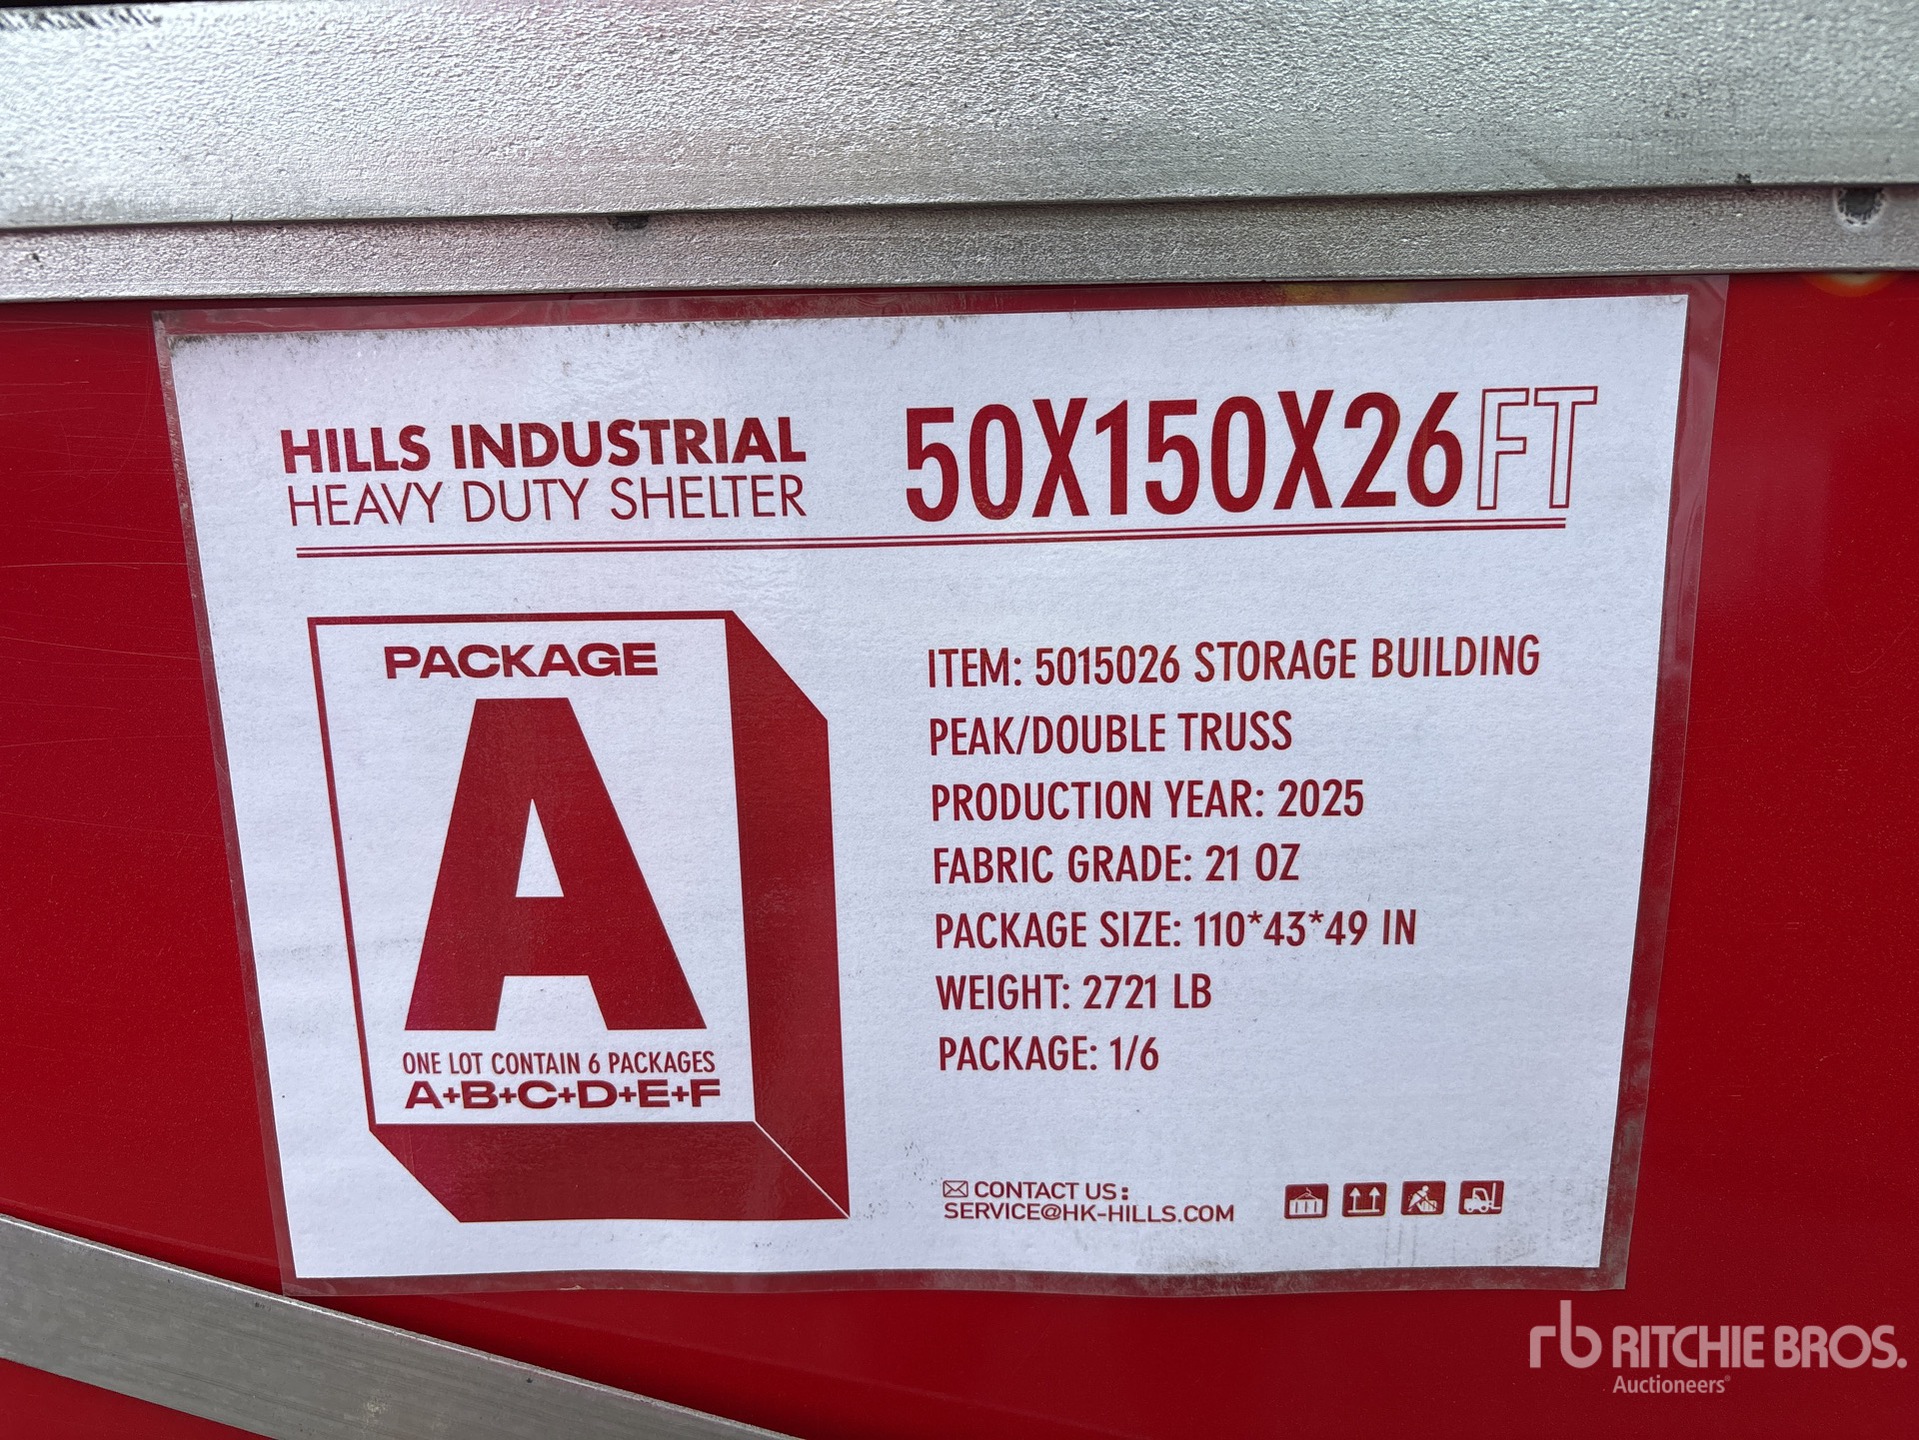 HILLS INDUSTRIAL
HEAVY DUTY SHELTER
50X150X26FT
PACKAGE
A
ONE LOT CONTAIN 6 PACKAGES
A+B+C+D+E+F
ITEM: 5015026 STORAGE BUILDING
PEAK/DOUBLE TRUSS
PRODUCTION YEAR: 2025
FABRIC GRADE: 21 OZ
PACKAGE SIZE: 110*43*49 IN
WEIGHT: 2721 LB
PACKAGE: 1/6
CONTACT US:
SERVICE@HK-HILLS.COM
rb RITCHIE BROS.
Auctioneers®